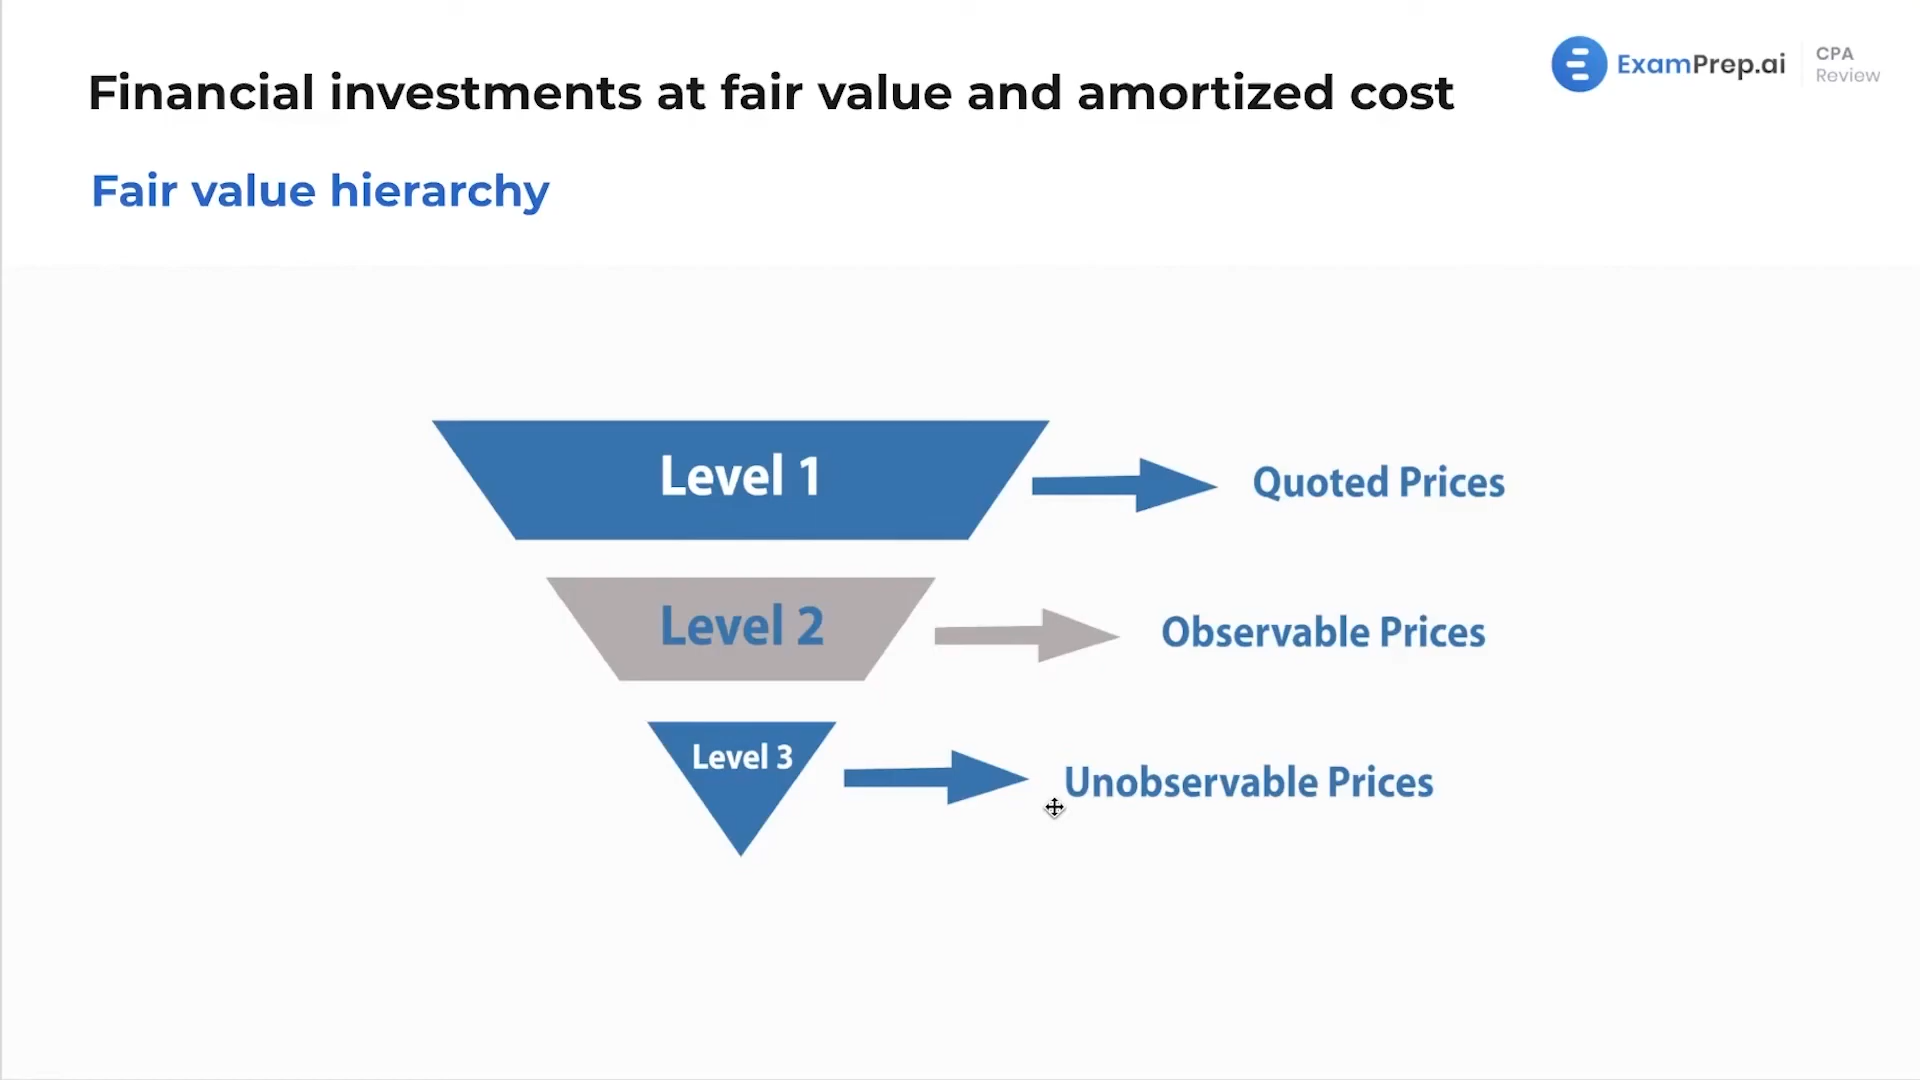 Financial investments at fair value and amortized cost
ExamPrep.ai
CPA
Review
Fair value hierarchy
Level 1
Quoted Prices
Level 2
Observable Prices
Level 3
Unobservable Prices